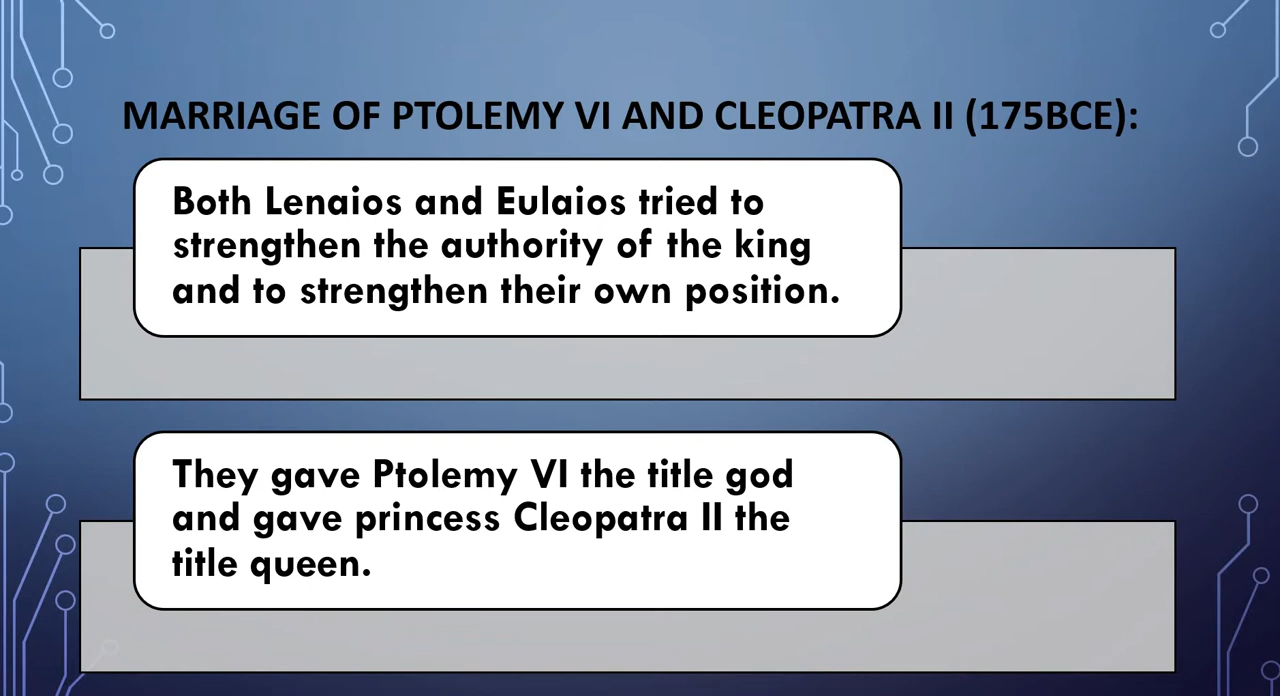 MARRIAGE OF PTOLEMY VI AND CLEOPATRA II (175BCE):
Both Lenaios and Eulaios tried to
strengthen the authority of the king
and to strengthen their own position.
They gave Ptolemy VI the title god
and gave princess Cleopatra II the
title queen.